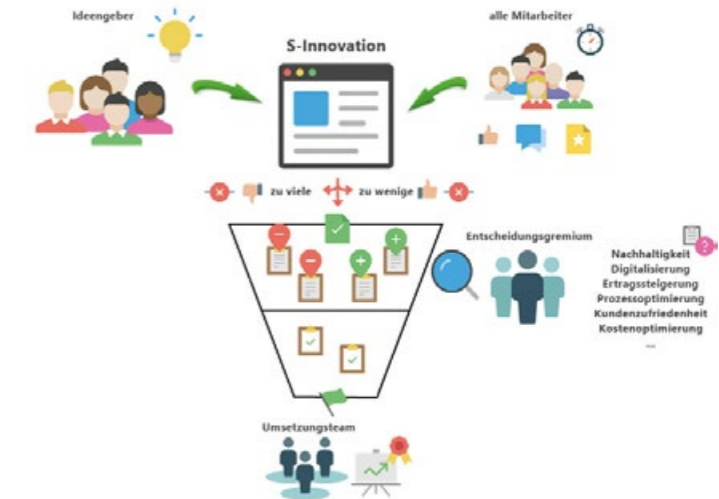 Ideengeber
alle Mitarbeiter
S-Innovation
zu viele
zu wenige
Entscheidungsgremium
Nachhaltigkeit
Digitalisierung
Ertragssteigerung
Prozessoptimierung
Kundenzufriedenheit
Kostenoptimierung
...
Umsetzungsteam